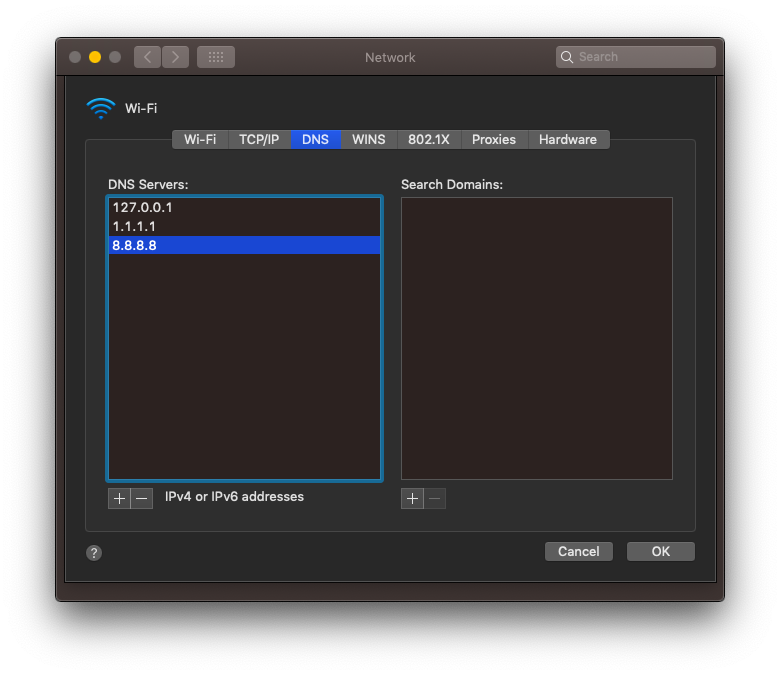 Network
Search
Wi-Fi
Wi-Fi TCP/IP DNS WINS 802.1X Proxies Hardware
DNS Servers:
127.0.0.1
1.1.1.1
8.8.8.8
Search Domains:
+ − IPv4 or IPv6 addresses
+ −
?
Cancel OK